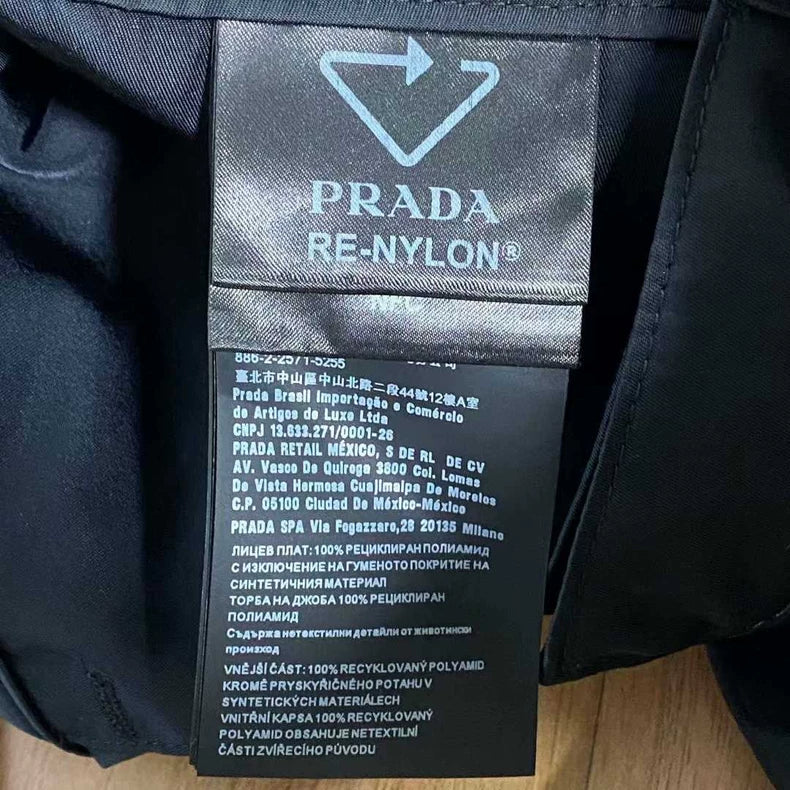 PRADA
RE-NYLON®
886-2-2571-5255
臺北市中山區中山北路二段44號12樓A室
Prada Brasil Importação e Comércio
de Artigos de Luxo Ltda
CNPJ 13.633.271/0001-26
PRADA RETAIL MÉXICO, S DE RL DE CV
AV. Vasco De Quiroga 3800 Col. Lomas
De Vista Hermosa Cuajimalpa De Morelos
C.P. 05100 Ciudad De México-México
PRADA SPA Via Fogazzaro,28 20135 Milano
ЛИЦЕВ ПЛАТ: 100% РЕЦИКЛИРАН ПОЛИАМИД
С ИЗКЛЮЧЕНИЕ НА ГУМЕНОТО ПОКРИТИЕ НА
СИНТЕТИЧНИЯ МАТЕРИАЛ
ТОРБА НА ДЖОБА 100% РЕЦИКЛИРАН
ПОЛИАМИД
Съдържа нетекстилни детайли от животински
произход
VNĚJŠÍ ČÁST: 100% RECYKLOVANÝ POLYAMID
KROMĚ PRYSKYŘIČNÉHO POTAHU V
SYNTETICKÝCH MATERIÁLECH
VNITŘNÍ KAPSA 100% RECYKLOVANÝ
POLYAMID OBSAHUJE NETEXTILNÍ
ČÁSTI ZVÍŘECÍHO PŮVODU